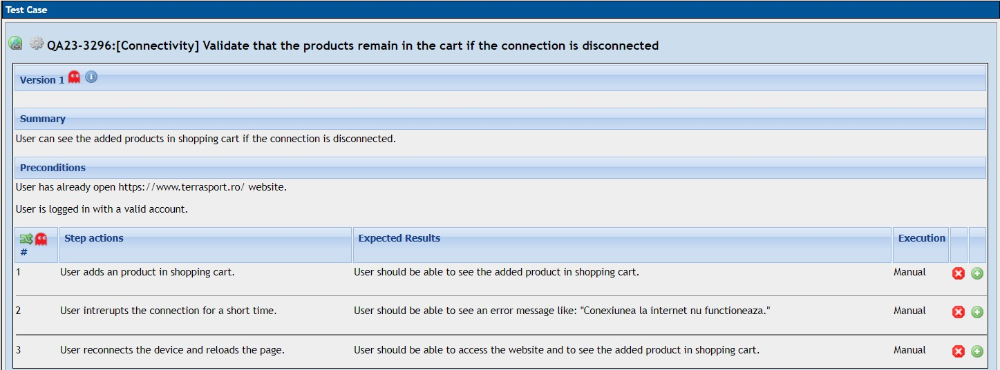 Test Case
QA23-3296:[Connectivity] Validate that the products remain in the cart if the connection is disconnected
Version 1
Summary
User can see the added products in shopping cart if the connection is disconnected.
Preconditions
User has already open https://www.terrasport.ro/ website.
User is logged in with a valid account.
# Step actions Expected Results Execution
1 User adds an product in shopping cart. User should be able to see the added product in shopping cart. Manual
2 User intrerupts the connection for a short time. User should be able to see an error message like: "Conexiunea la internet nu functioneaza." Manual
3 User reconnects the device and reloads the page. User should be able to access the website and to see the added product in shopping cart. Manual